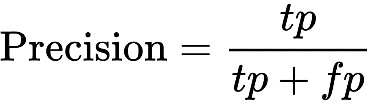 Precision = tp / (tp + fp)